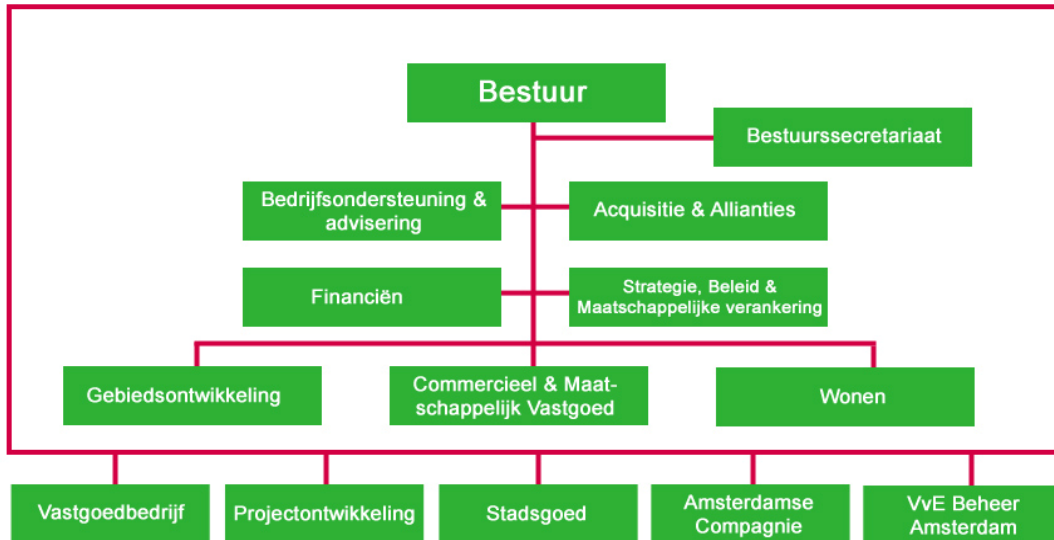 Bestuur
Bestuurssecretariaat
Bedrijfsondersteuning &
advisering
Acquisitie & Allianties
Financiën
Strategie, Beleid &
Maatschappelijke verankering
Gebiedsontwikkeling
Commercieel & Maat-
schappelijk Vastgoed
Wonen
Vastgoedbedrijf
Projectontwikkeling
Stadsgoed
Amsterdamse
Compagnie
VvE Beheer
Amsterdam